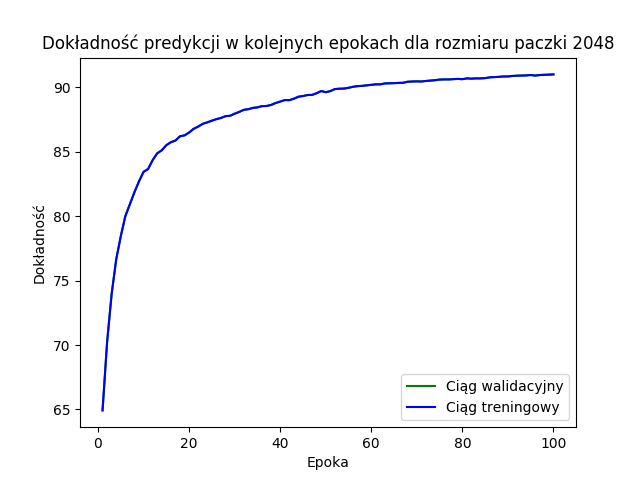 Dokładność predykcji w kolejnych epokach dla rozmiaru paczki 2048
90
85
80
75
70
65
Dokładność
0 20 40 60 80 100
Epoka
Ciąg walidacyjny
Ciąg treningowy